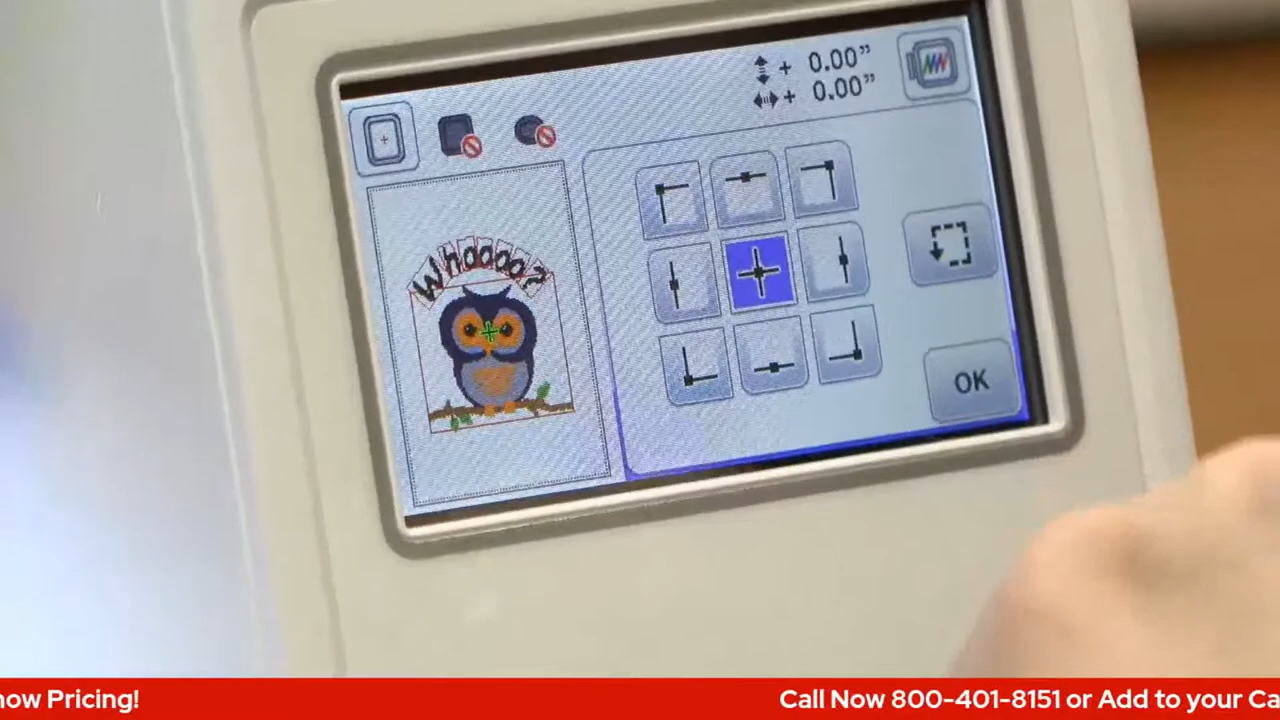 + 0.00"
+ 0.00"
Whoooo?
OK
now Pricing!
Call Now 800-401-8151 or Add to your Ca